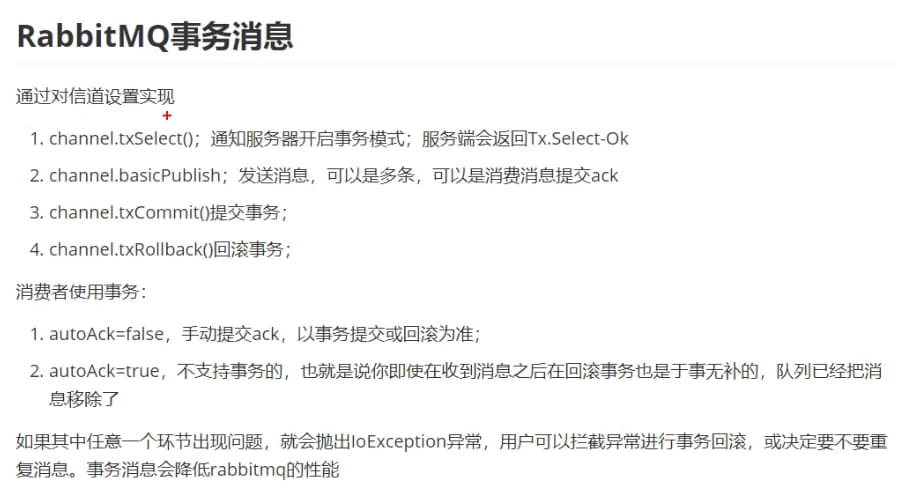 RabbitMQ事务消息
通过对信道设置实现
1. channel.txSelect()；通知服务器开启事务模式；服务端会返回Tx.Select-Ok
2. channel.basicPublish；发送消息，可以是多条，可以是消费消息提交ack
3. channel.txCommit()提交事务；
4. channel.txRollback()回滚事务；
消费者使用事务：
1. autoAck=false，手动提交ack，以事务提交或回滚为准；
2. autoAck=true，不支持事务的，也就是说你即使在收到消息之后在回滚事务也是于事无补的，队列已经把消
息移除了
如果其中任意一个环节出现问题，就会抛出IoException异常，用户可以拦截异常进行事务回滚，或决定要不要重
复消息。事务消息会降低rabbitmq的性能